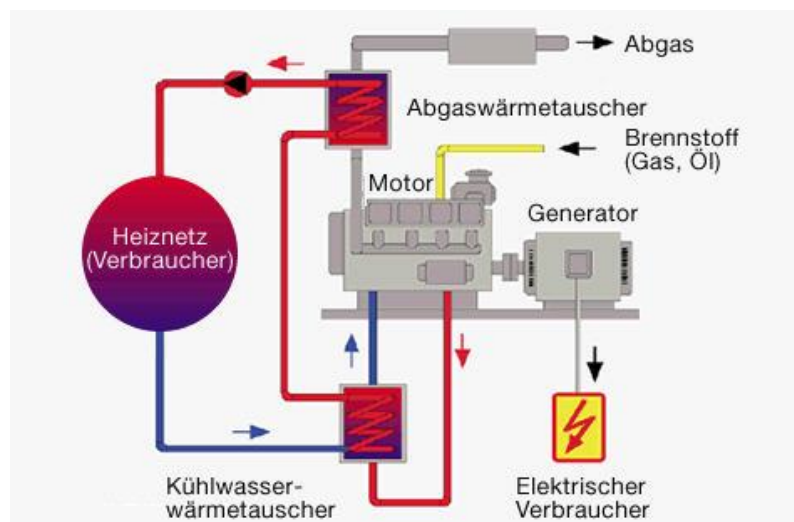 Abgas
Abgaswärmetauscher
Brennstoff
(Gas, Öl)
Motor
Generator
Heiznetz
(Verbraucher)
Kühlwasser-
wärmetauscher
Elektrischer
Verbraucher